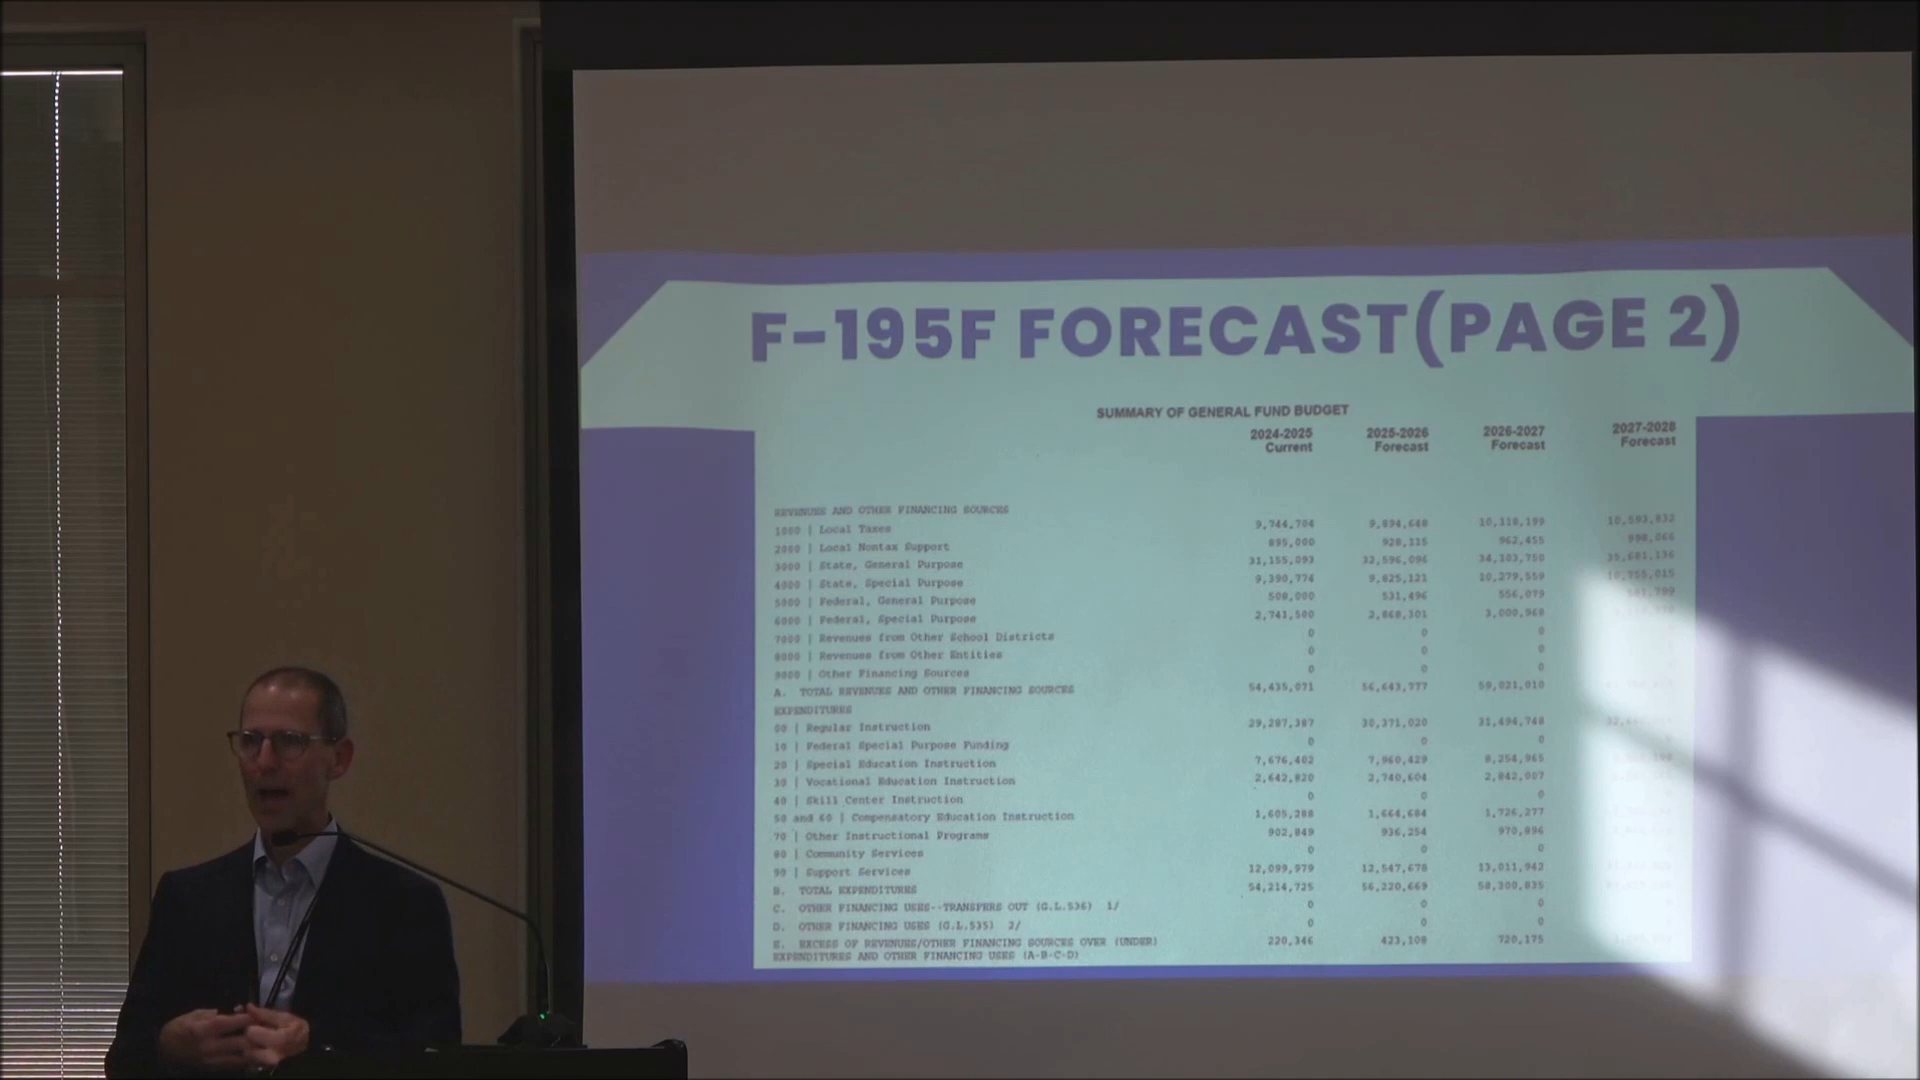 F-195F FORECAST(PAGE 2)
SUMMARY OF GENERAL FUND BUDGET
2024-2025 Current 2025-2026 Forecast 2026-2027 Forecast 2027-2028 Forecast
REVENUES AND OTHER FINANCING SOURCES
1000 | Local Taxes 9,744,704 9,894,648 10,118,199 10,593,832
2000 | Local Nontax Support 895,000 928,115 962,455 998,066
3000 | State, General Purpose 31,155,093 32,596,096 34,103,750 35,681,136
4000 | State, Special Purpose 9,390,774 9,825,121 10,279,559 10,755,015
5000 | Federal, General Purpose 508,000 531,496 556,079
6000 | Federal, Special Purpose 2,741,500 2,868,301 3,000,968
7000 | Revenues from Other School Districts 0 0 0
8000 | Revenues from Other Entities 0 0 0
9000 | Other Financing Sources 0 0 0
A. TOTAL REVENUES AND OTHER FINANCING SOURCES 54,435,071 56,643,777 59,021,010
EXPENDITURES
00 | Regular Instruction 29,287,387 30,371,020 31,494,748
10 | Federal Special Purpose Funding 0 0 0
20 | Special Education Instruction 7,676,402 7,960,429 8,254,965
30 | Vocational Education Instruction 2,642,820 2,740,604 2,842,007
40 | Skill Center Instruction 0 0 0
50 and 60 | Compensatory Education Instruction 1,605,288 1,664,684 1,726,277
70 | Other Instructional Programs 902,849 936,254 970,896
80 | Community Services 0 0 0
90 | Support Services 12,099,979 12,547,678 13,011,942
B. TOTAL EXPENDITURES 54,214,725 56,220,669 58,300,835
C. OTHER FINANCING USES--TRANSFERS OUT (G.L.536) 1/ 0 0 0
D. OTHER FINANCING USES (G.L.535) 2/ 0 0 0
E. EXCESS OF REVENUES/OTHER FINANCING SOURCES OVER (UNDER) 220,346 423,108 720,175
EXPENDITURES AND OTHER FINANCING USES (A-B-C-D)